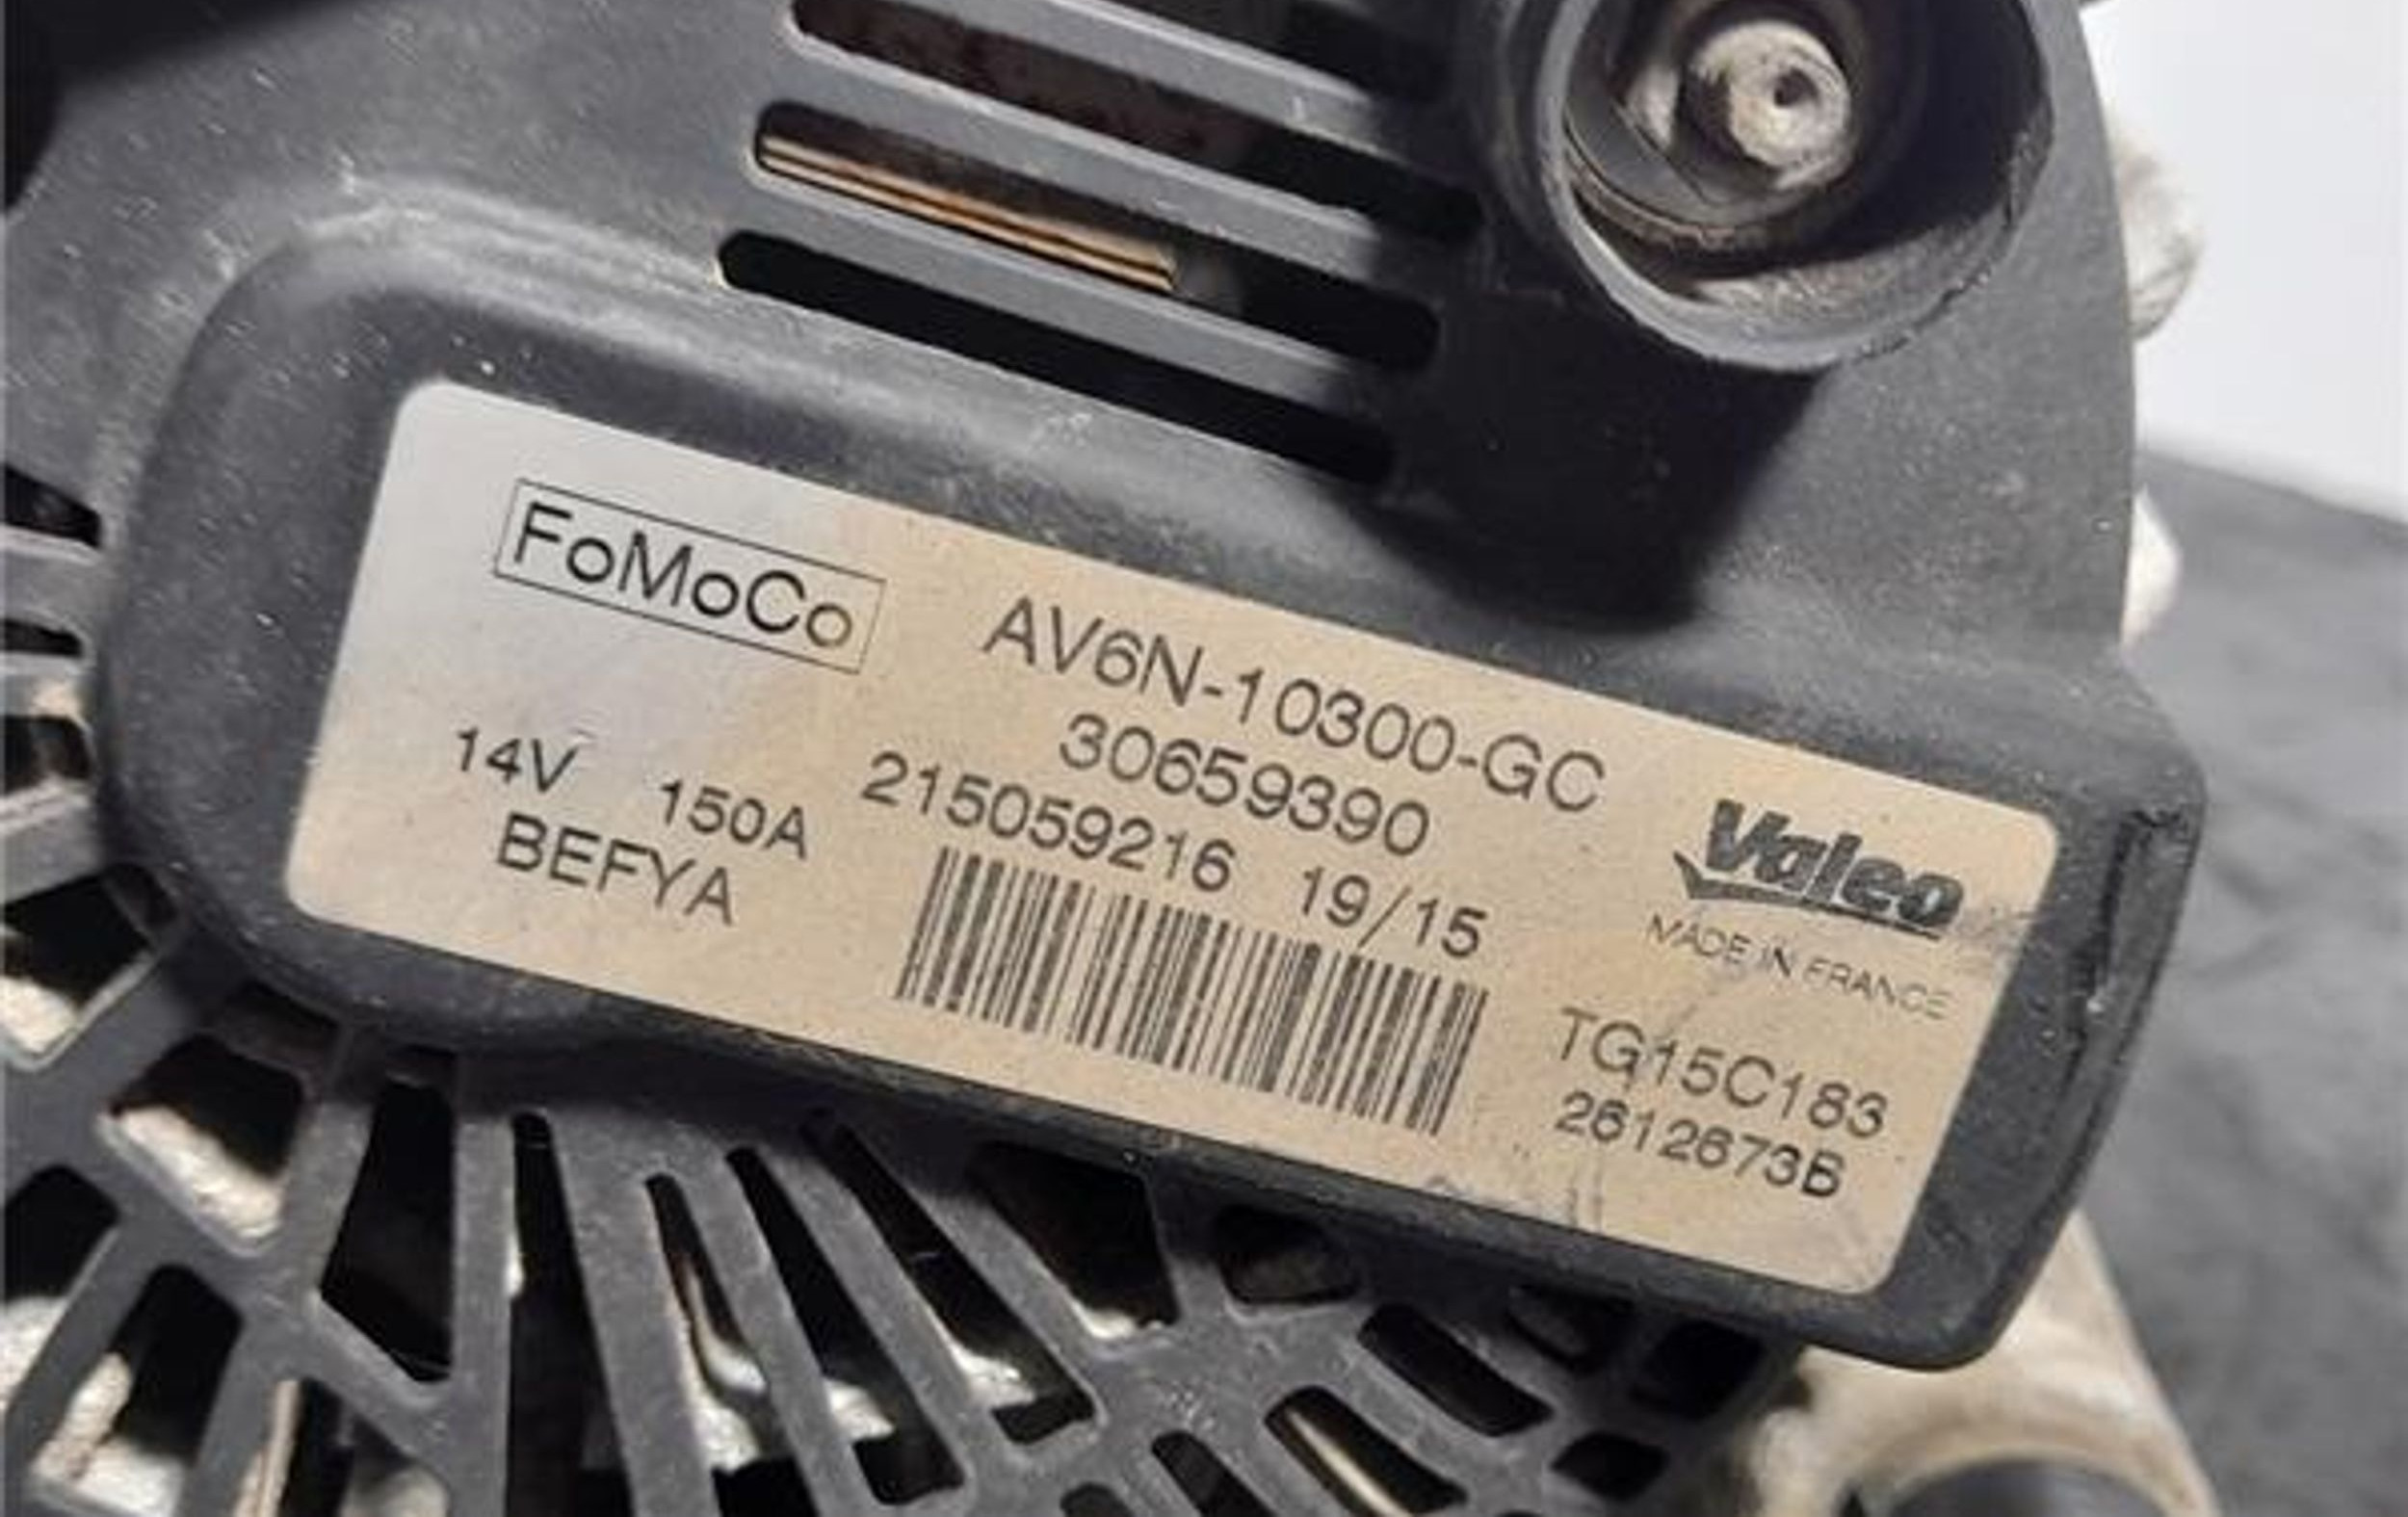 FoMoCo
AV6N-10300-GC
30659390
14V 150A
215059216 19/15
BEFYA
Valeo
MADE IN FRANCE
TG15C183
2612673B